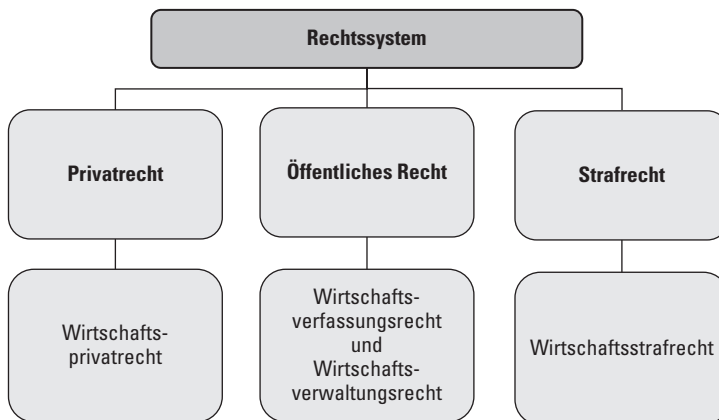 Rechtssystem
Privatrecht
Öffentliches Recht
Strafrecht
Wirtschafts-
privatrecht
Wirtschafts-
verfassungsrecht
und
Wirtschafts-
verwaltungsrecht
Wirtschaftsstrafrecht